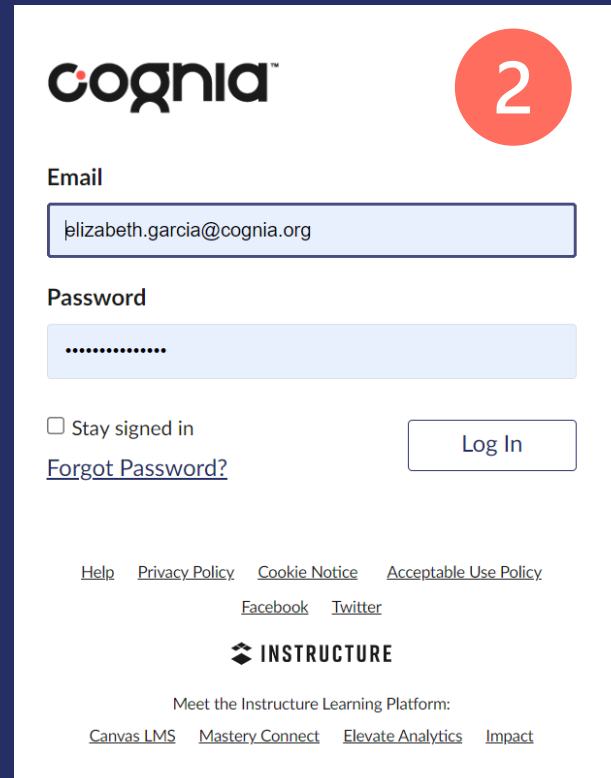 cognia™
2
Email
elizabeth.garcia@cognia.org
Password
•••••••••••••••
Stay signed in
Log In
Forgot Password?
Help Privacy Policy Cookie Notice Acceptable Use Policy
Facebook Twitter
INSTRUCTURE
Meet the Instructure Learning Platform:
Canvas LMS Mastery Connect Elevate Analytics Impact